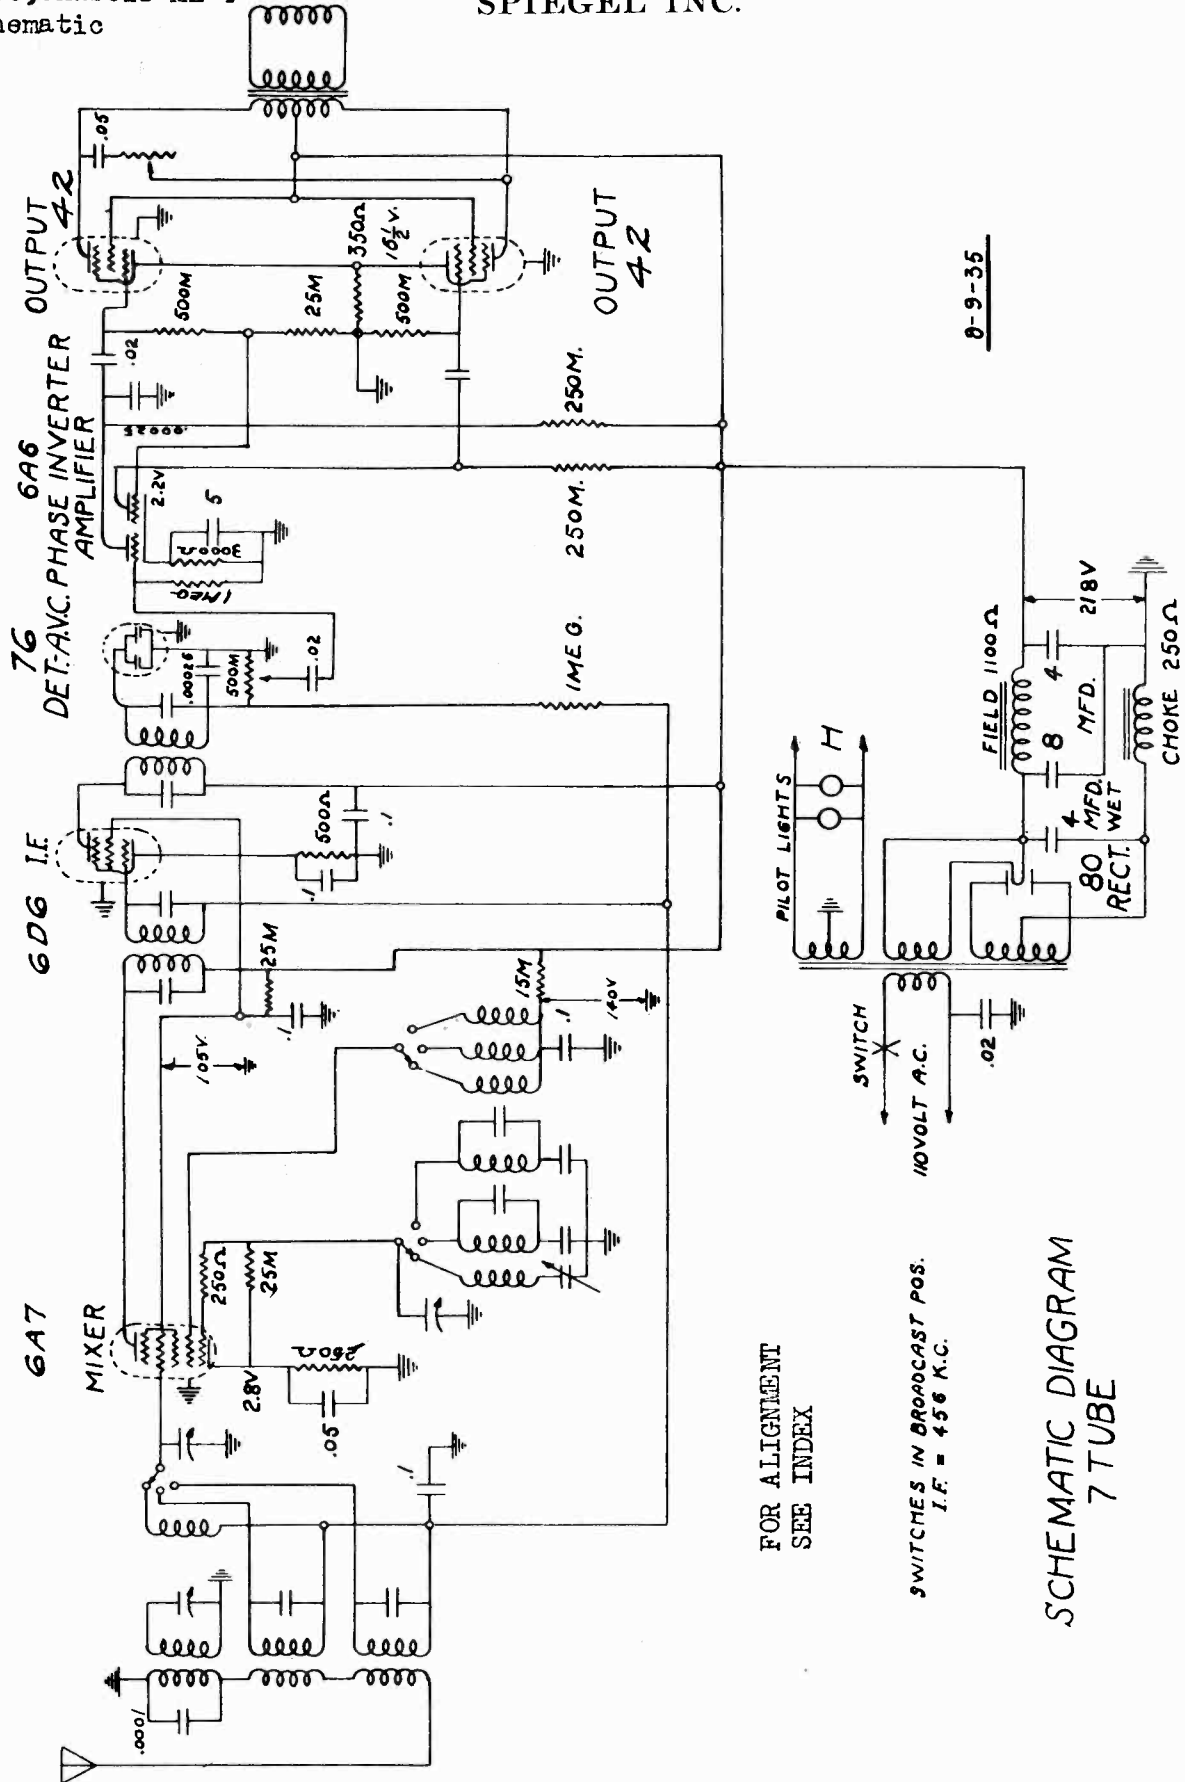 SPIEGEL INC.
OUTPUT
42
.05
500M
25M
350Ω
16½V.
500M
OUTPUT
42
6A6
PHASE INVERTER
AMPLIFIER
.02
.00025
2.2V
5
1MEG
250M.
250M.
8-9-35
76
DET.-A.V.C.
.00025
500M
.02
1MEG.
6D6 I.F.
500Ω
.1
.1
25M
.1
105V.
15M
.1
140V
6A7
MIXER
250Ω
25M
2.8V
250Ω
.05
.1
.0001
PILOT LIGHTS
H
FIELD 1100Ω
8
4
MFD.
218V
4
MFD.
WET
80
RECT.
CHOKE 250Ω
SWITCH
110VOLT A.C.
.02
FOR ALIGNMENT
SEE INDEX
SWITCHES IN BROADCAST POS.
I.F. = 456 K.C.
SCHEMATIC DIAGRAM
7 TUBE